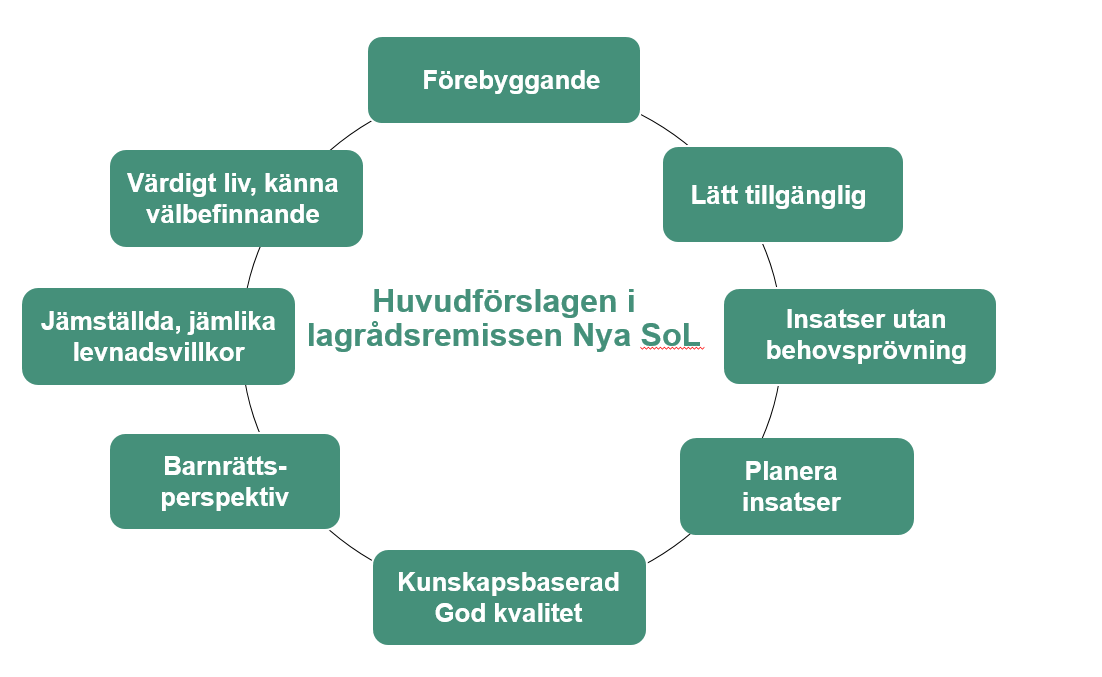 Förebyggande
Lätt tillgänglig
Insatser utan
behovsprövning
Planera
insatser
Kunskapsbaserad
God kvalitet
Barnrätts-
perspektiv
Jämställda, jämlika
levnadsvillkor
Värdigt liv, känna
välbefinnande
Huvudförslagen i
lagrådsremissen Nya SoL